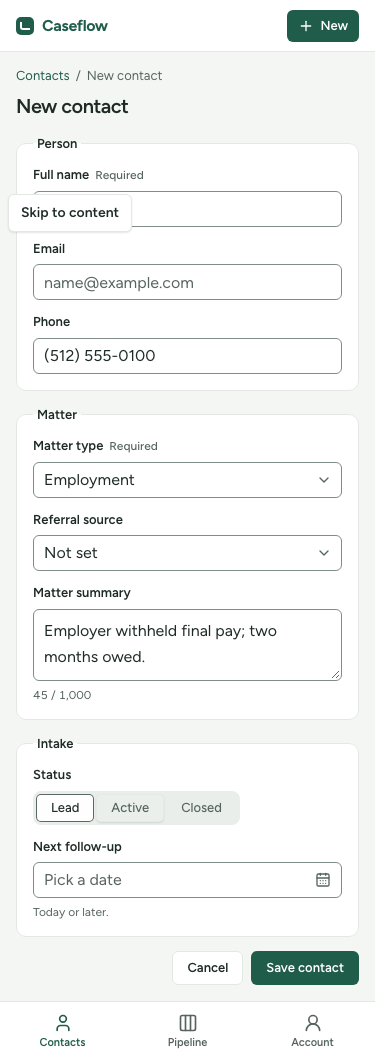 Caseflow
New
Contacts / New contact
New contact
Person
Full name Required
Skip to content
Email
name@example.com
Phone
(512) 555-0100
Matter
Matter type Required
Employment
Referral source
Not set
Matter summary
Employer withheld final pay; two
months owed.
45 / 1,000
Intake
Status
Lead Active Closed
Next follow-up
Pick a date
Today or later.
Cancel Save contact
Contacts Pipeline Account